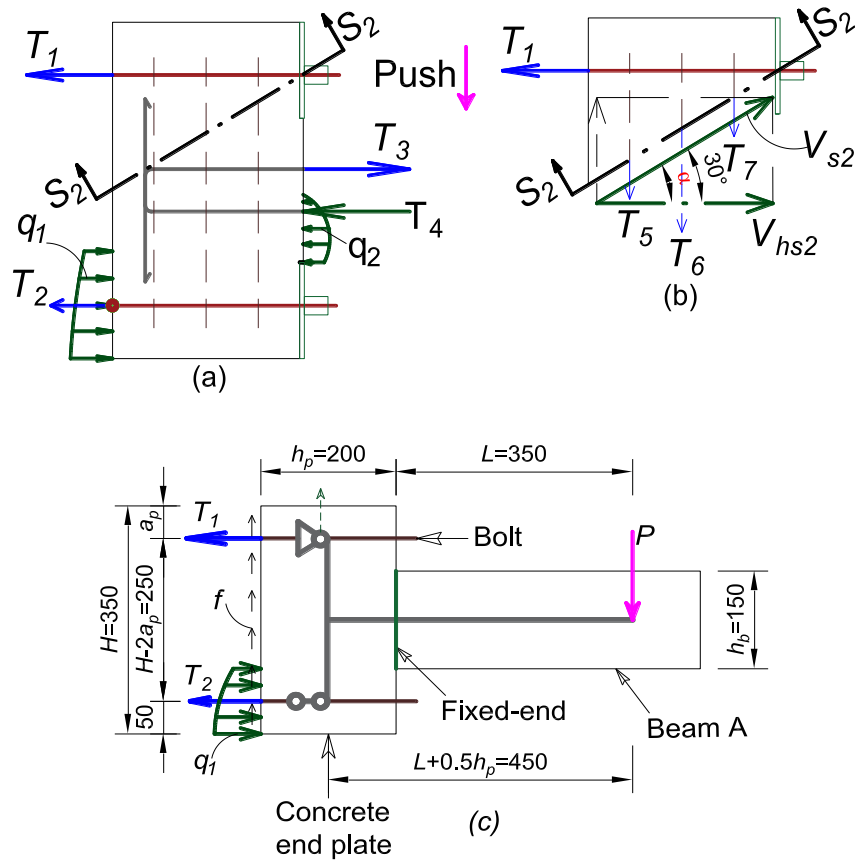 T1
S2
Push
T3
S2
q1
T4
q2
T2
(a)
T1
S2
T7
Vs2
30°
α
S2
T5
T6
Vhs2
(b)
hp=200
L=350
ap
T1
P
Bolt
H=350
H-2ap=250
f
hb=150
T2
50
q1
Fixed-end
Beam A
L+0.5hp=450
Concrete
end plate
(c)